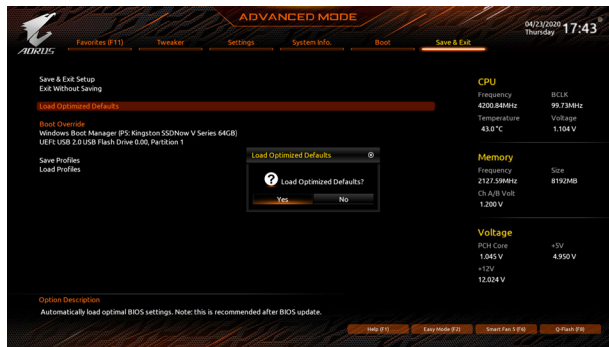 ADVANCED MODE
04/23/2020 Thursday 17:43
AORUS
Favorites (F11) Tweaker Settings System Info. Boot Save & Exit
Save & Exit Setup
Exit Without Saving
Load Optimized Defaults
Boot Override
Windows Boot Manager (P5: Kingston SSDNow V Series 64GB)
UEFI: USB 2.0 USB Flash Drive 0.00, Partition 1
Save Profiles
Load Profiles
Load Optimized Defaults
Load Optimized Defaults?
Yes No
CPU
Frequency BCLK
4200.84MHz 99.73MHz
Temperature Voltage
43.0 °C 1.104 V
Memory
Frequency Size
2127.59MHz 8192MB
Ch A/B Volt
1.200 V
Voltage
PCH Core +5V
1.045 V 4.950 V
+12V
12.024 V
Option Description
Automatically load optimal BIOS settings. Note: this is recommended after BIOS update.
Help (F1) Easy Mode (F2) Smart Fan 5 (F6) Q-Flash (F8)